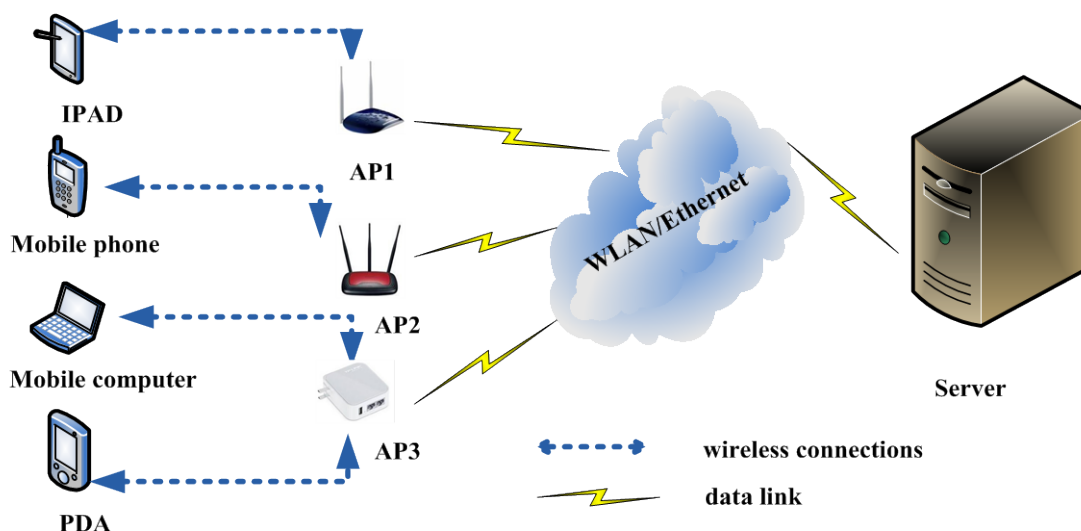 IPAD
AP1
Mobile phone
WLAN/Ethernet
AP2
Mobile computer
Server
AP3
wireless connections
data link
PDA